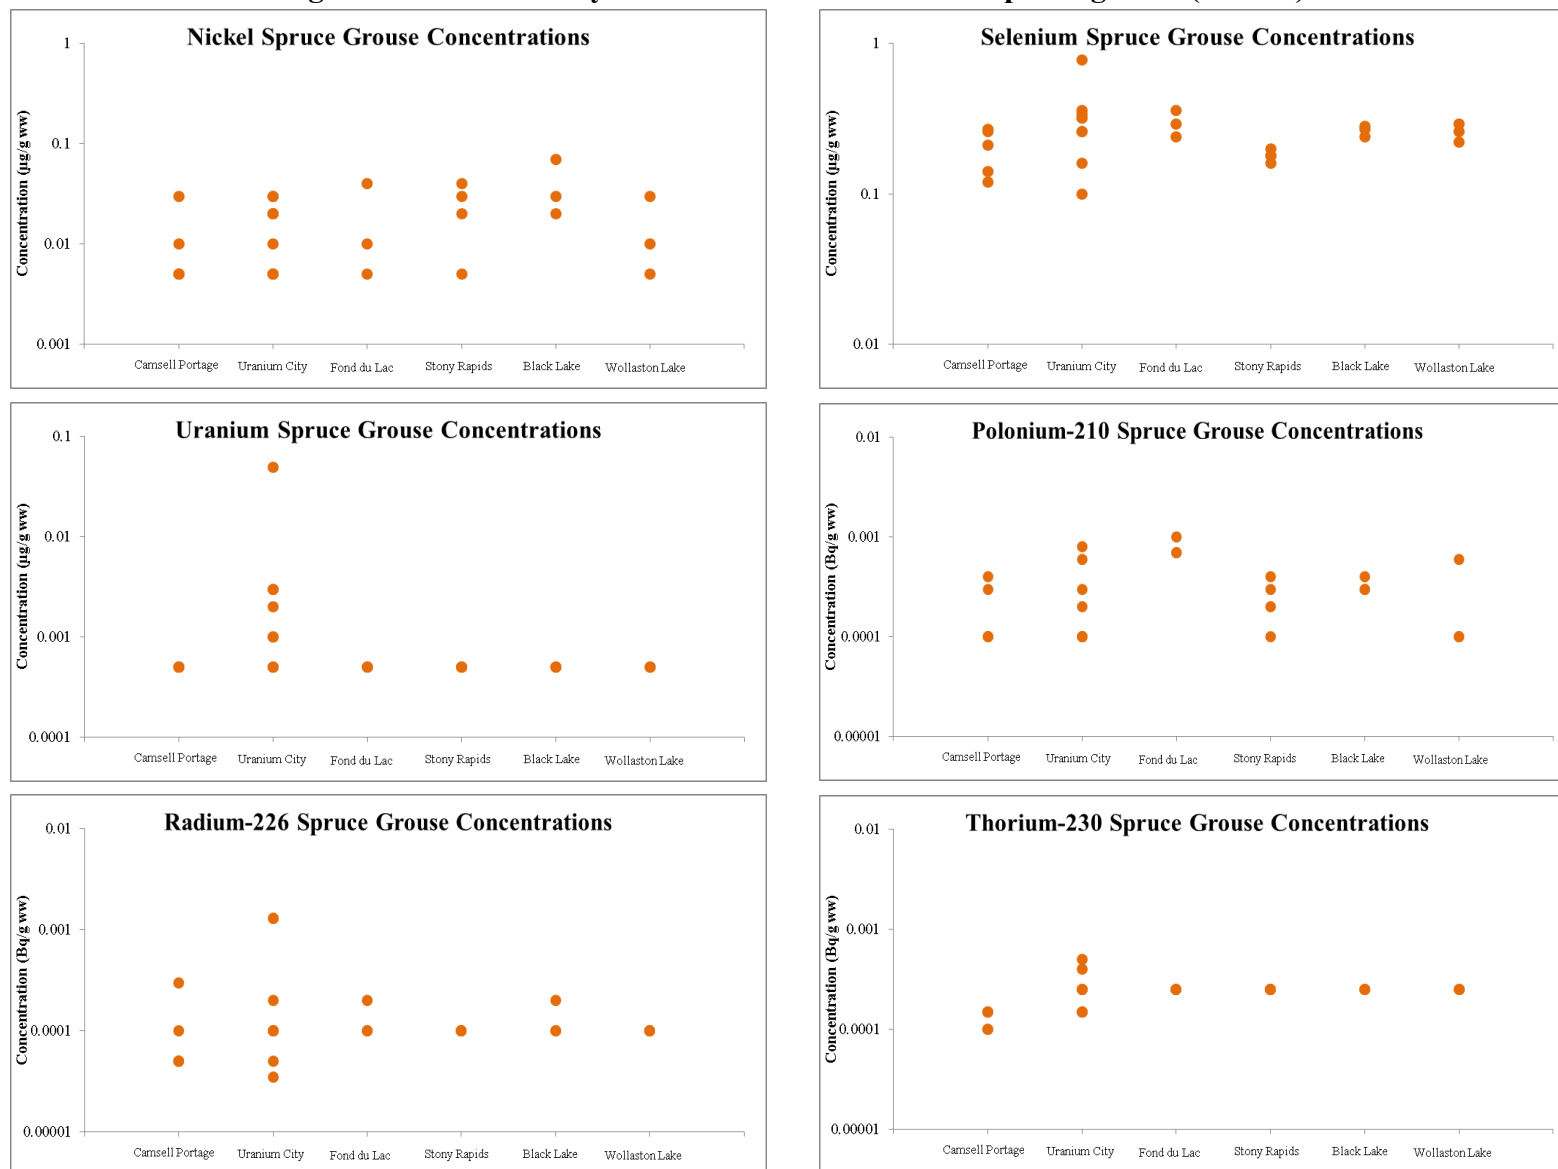 Nickel Spruce Grouse Concentrations
Concentration (µg/g ww)
1
0.1
0.01
0.001
Camsell Portage
Uranium City
Fond du Lac
Stony Rapids
Black Lake
Wollaston Lake
Selenium Spruce Grouse Concentrations
Concentration (µg/g ww)
1
0.1
0.01
Camsell Portage
Uranium City
Fond du Lac
Stony Rapids
Black Lake
Wollaston Lake
Uranium Spruce Grouse Concentrations
Concentration (µg/g ww)
0.1
0.01
0.001
0.0001
Camsell Portage
Uranium City
Fond du Lac
Stony Rapids
Black Lake
Wollaston Lake
Polonium-210 Spruce Grouse Concentrations
Concentration (Bq/g ww)
0.01
0.001
0.0001
0.00001
Camsell Portage
Uranium City
Fond du Lac
Stony Rapids
Black Lake
Wollaston Lake
Radium-226 Spruce Grouse Concentrations
Concentration (Bq/g ww)
0.01
0.001
0.0001
0.00001
Camsell Portage
Uranium City
Fond du Lac
Stony Rapids
Black Lake
Wollaston Lake
Thorium-230 Spruce Grouse Concentrations
Concentration (Bq/g ww)
0.01
0.001
0.0001
0.00001
Camsell Portage
Uranium City
Fond du Lac
Stony Rapids
Black Lake
Wollaston Lake